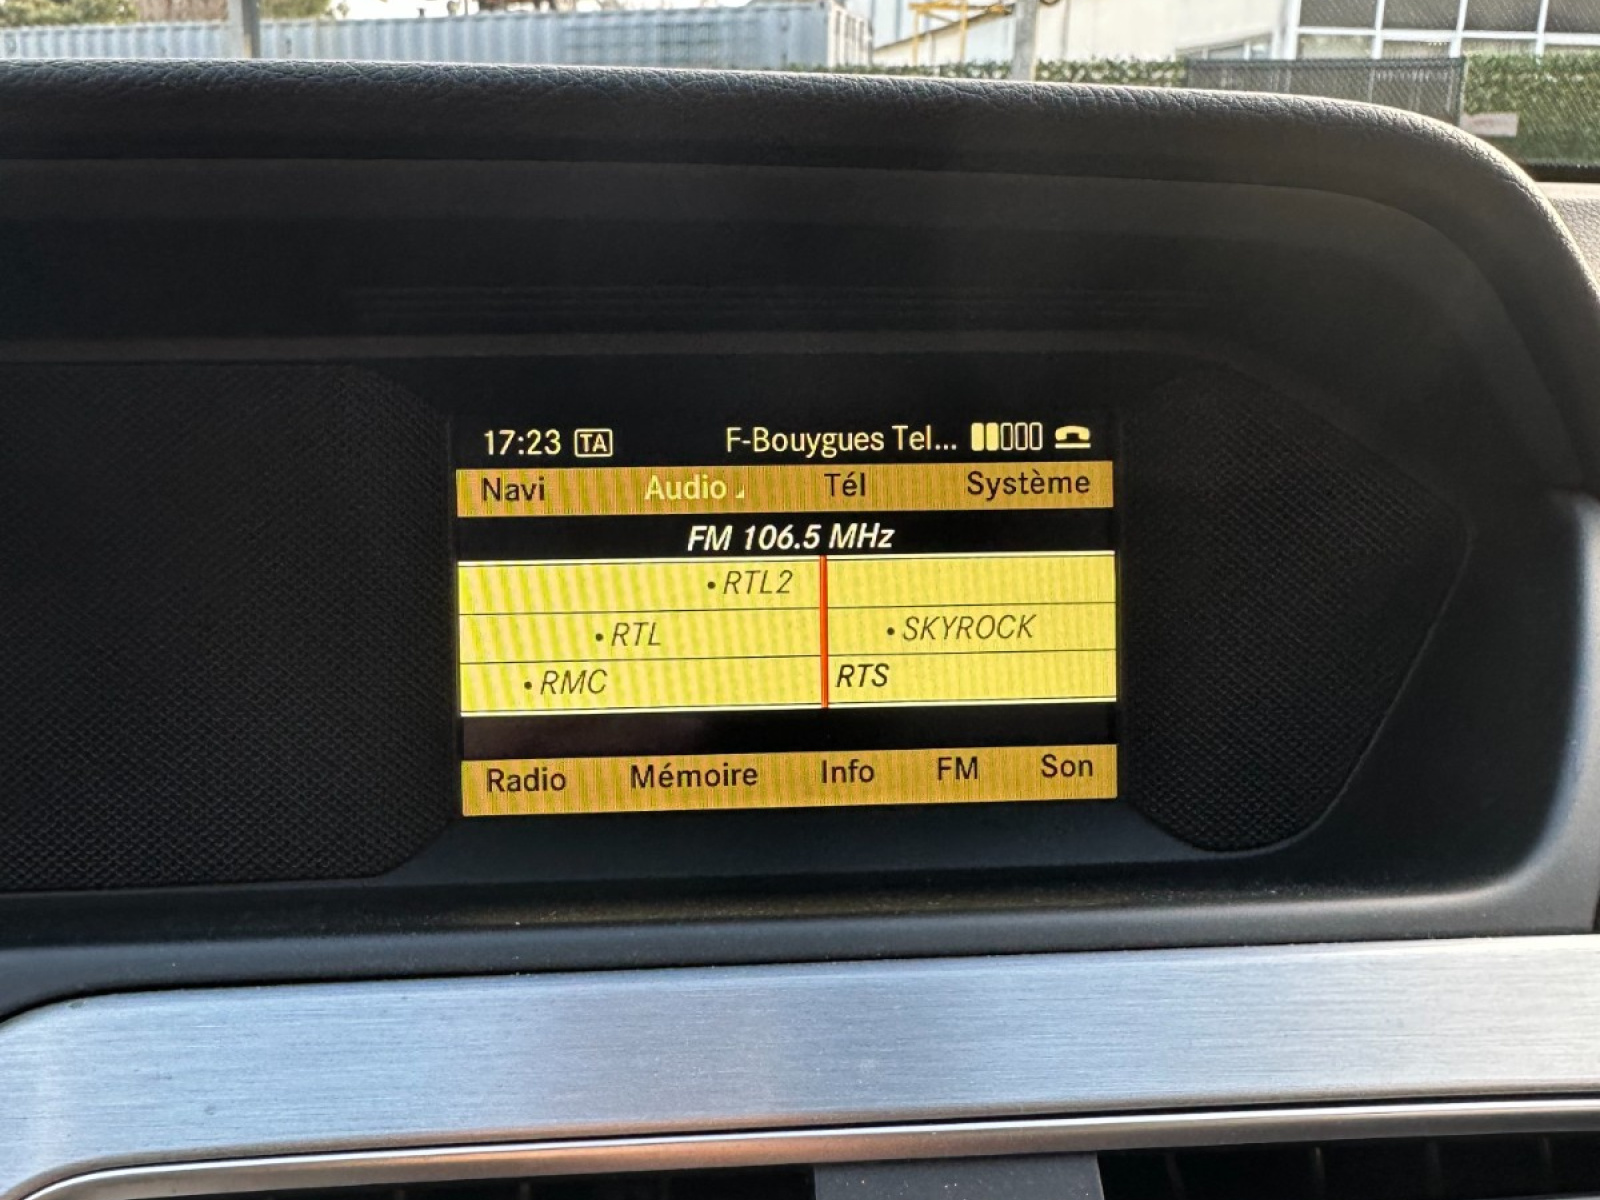 17:23 TA F-Bouygues Tel...
Navi Audio Tél Système
FM 106.5 MHz
• RTL2
• RTL • SKYROCK
• RMC RTS
Radio Mémoire Info FM Son